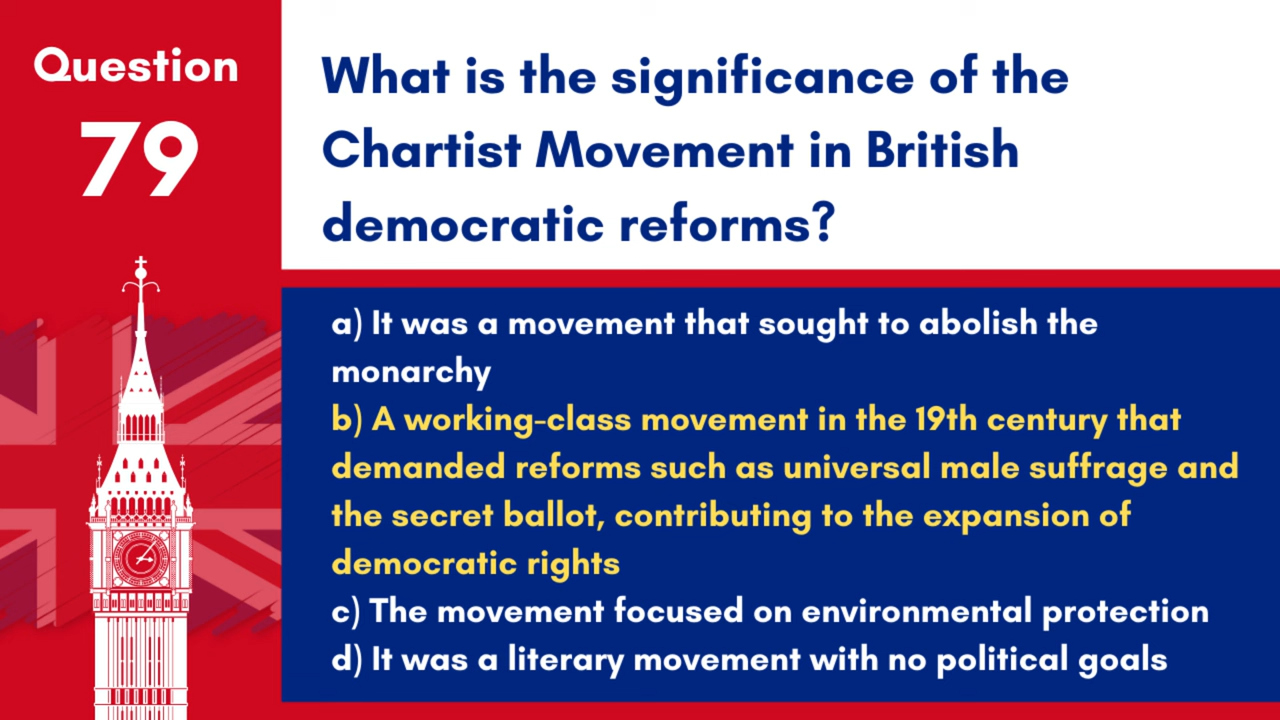 Question
79
What is the significance of the
Chartist Movement in British
democratic reforms?
a) It was a movement that sought to abolish the
monarchy
b) A working-class movement in the 19th century that
demanded reforms such as universal male suffrage and
the secret ballot, contributing to the expansion of
democratic rights
c) The movement focused on environmental protection
d) It was a literary movement with no political goals